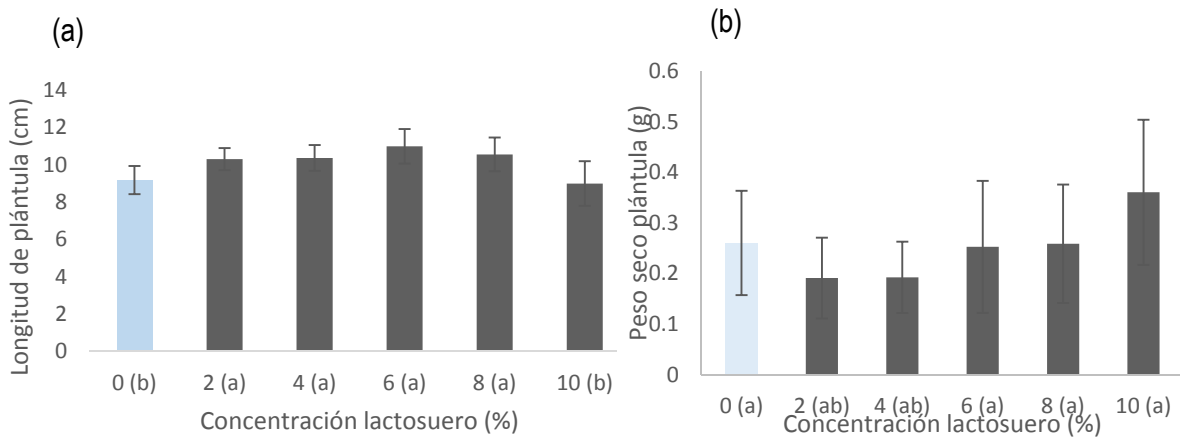 (a)
Longitud de plántula (cm)
14
12
10
8
6
4
2
0
0 (b) 2 (a) 4 (a) 6 (a) 8 (a) 10 (b)
Concentración lactosuero (%)
(b)
Peso seco plántula (g)
0.6
0.5
0.4
0.3
0.2
0.1
0
0 (a) 2 (ab) 4 (ab) 6 (a) 8 (a) 10 (a)
Concentración lactosuero (%)